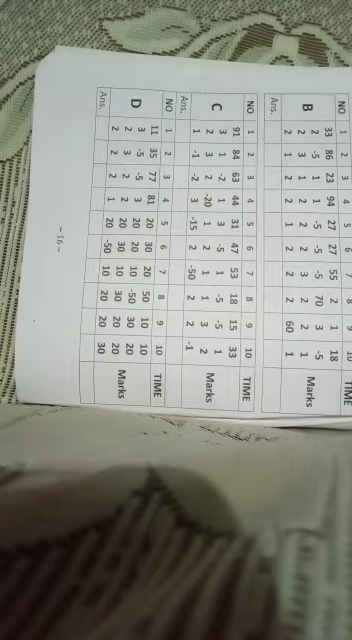 NO 1 2 3 4 5 6 7 8 9 10 TIME
33 86 23 94 27 27 55 2 1 18
B 2 -5 1 1 -5 -5 -5 70 3 -5 Marks
2 1 1 2 2 2 3 2 2 1
2 3 2 2 1 2 2 2 60 1
Ans.
NO 1 2 3 4 5 6 7 8 9 10 TIME
91 84 63 44 31 47 53 18 15 33
C 3 1 -2 1 3 -5 1 -5 -5 1 Marks
2 3 2 -20 1 2 1 1 3 2
1 -1 -2 3 -15 2 -50 2 2 -1
Ans.
NO 1 2 3 4 5 6 7 8 9 10 TIME
11 35 77 81 20 30 20 50 10 10
D 3 -5 -5 3 20 20 20 -50 30 20 Marks
2 3 2 2 20 30 10 30 20 20
2 2 2 1 20 -50 10 20 20 30
Ans.
~ 16 ~